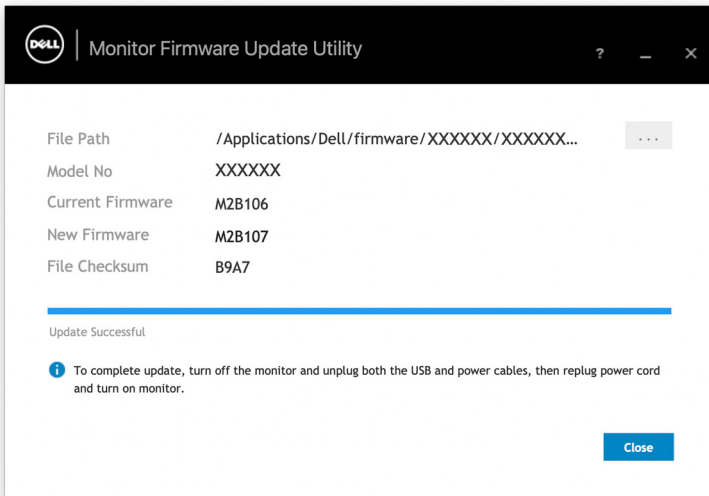 DELL Monitor Firmware Update Utility ? _ ×
File Path /Applications/Dell/firmware/XXXXXX/XXXXXX... ...
Model No XXXXXX
Current Firmware M2B106
New Firmware M2B107
File Checksum B9A7
Update Successful
i To complete update, turn off the monitor and unplug both the USB and power cables, then replug power cord
and turn on monitor.
Close